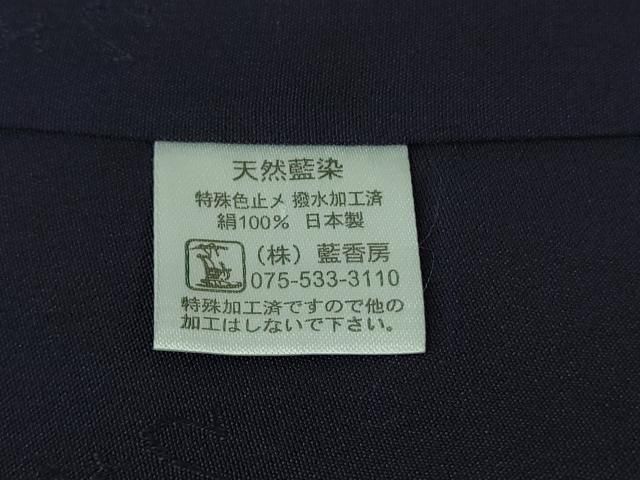 天然藍染
特殊色止メ 撥水加工済
絹100% 日本製
(株) 藍香房
075-533-3110
特殊加工済ですので他の
加工はしないで下さい。